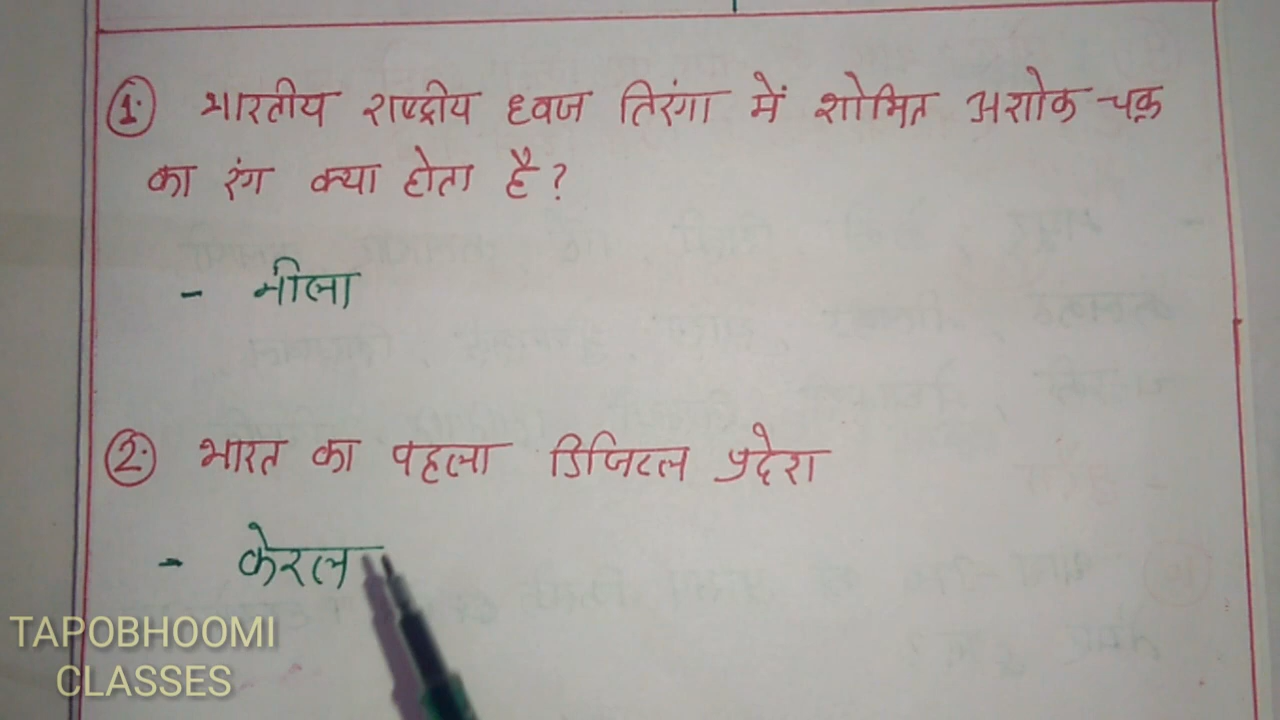 1. भारतीय राष्ट्रीय ध्वज तिरंगा में शोभित अशोक चक्र
का रंग क्या होता है?
- नीला
2. भारत का पहला डिजिटल प्रदेश
- केरल
TAPOBHOOMI
CLASSES